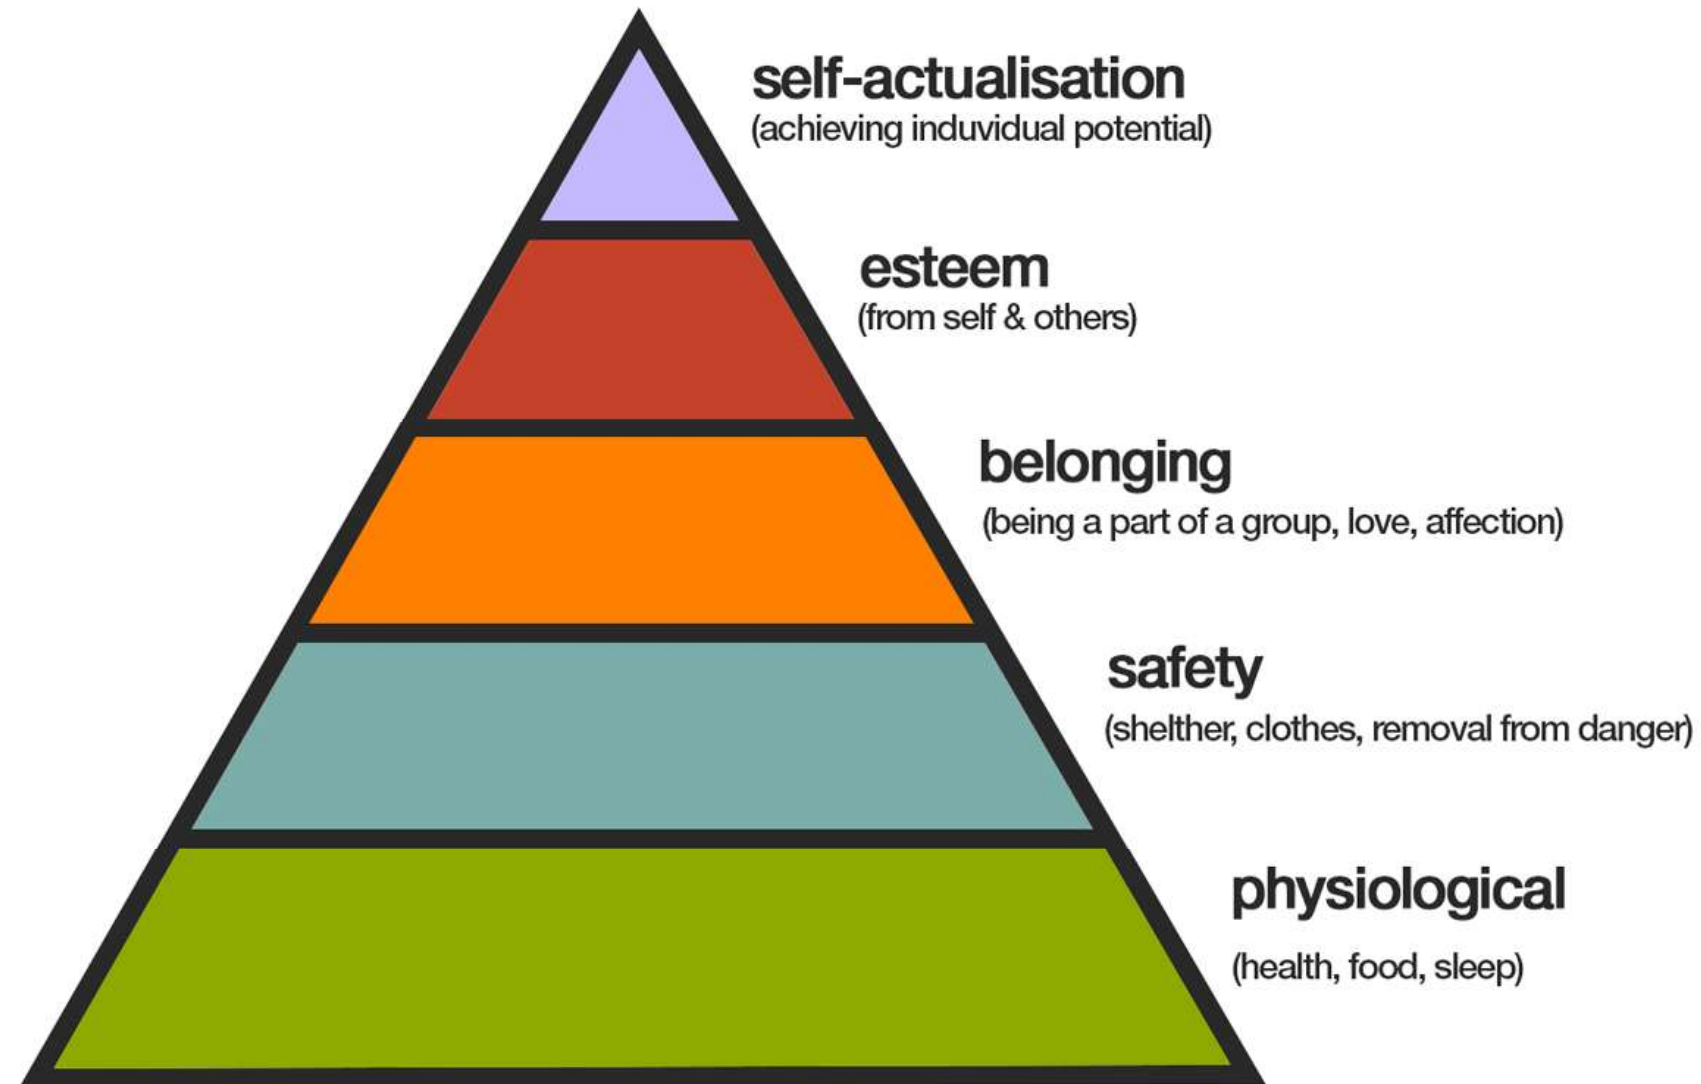 self-actualisation
(achieving induvidual potential)
esteem
(from self & others)
belonging
(being a part of a group, love, affection)
safety
(shelther, clothes, removal from danger)
physiological
(health, food, sleep)